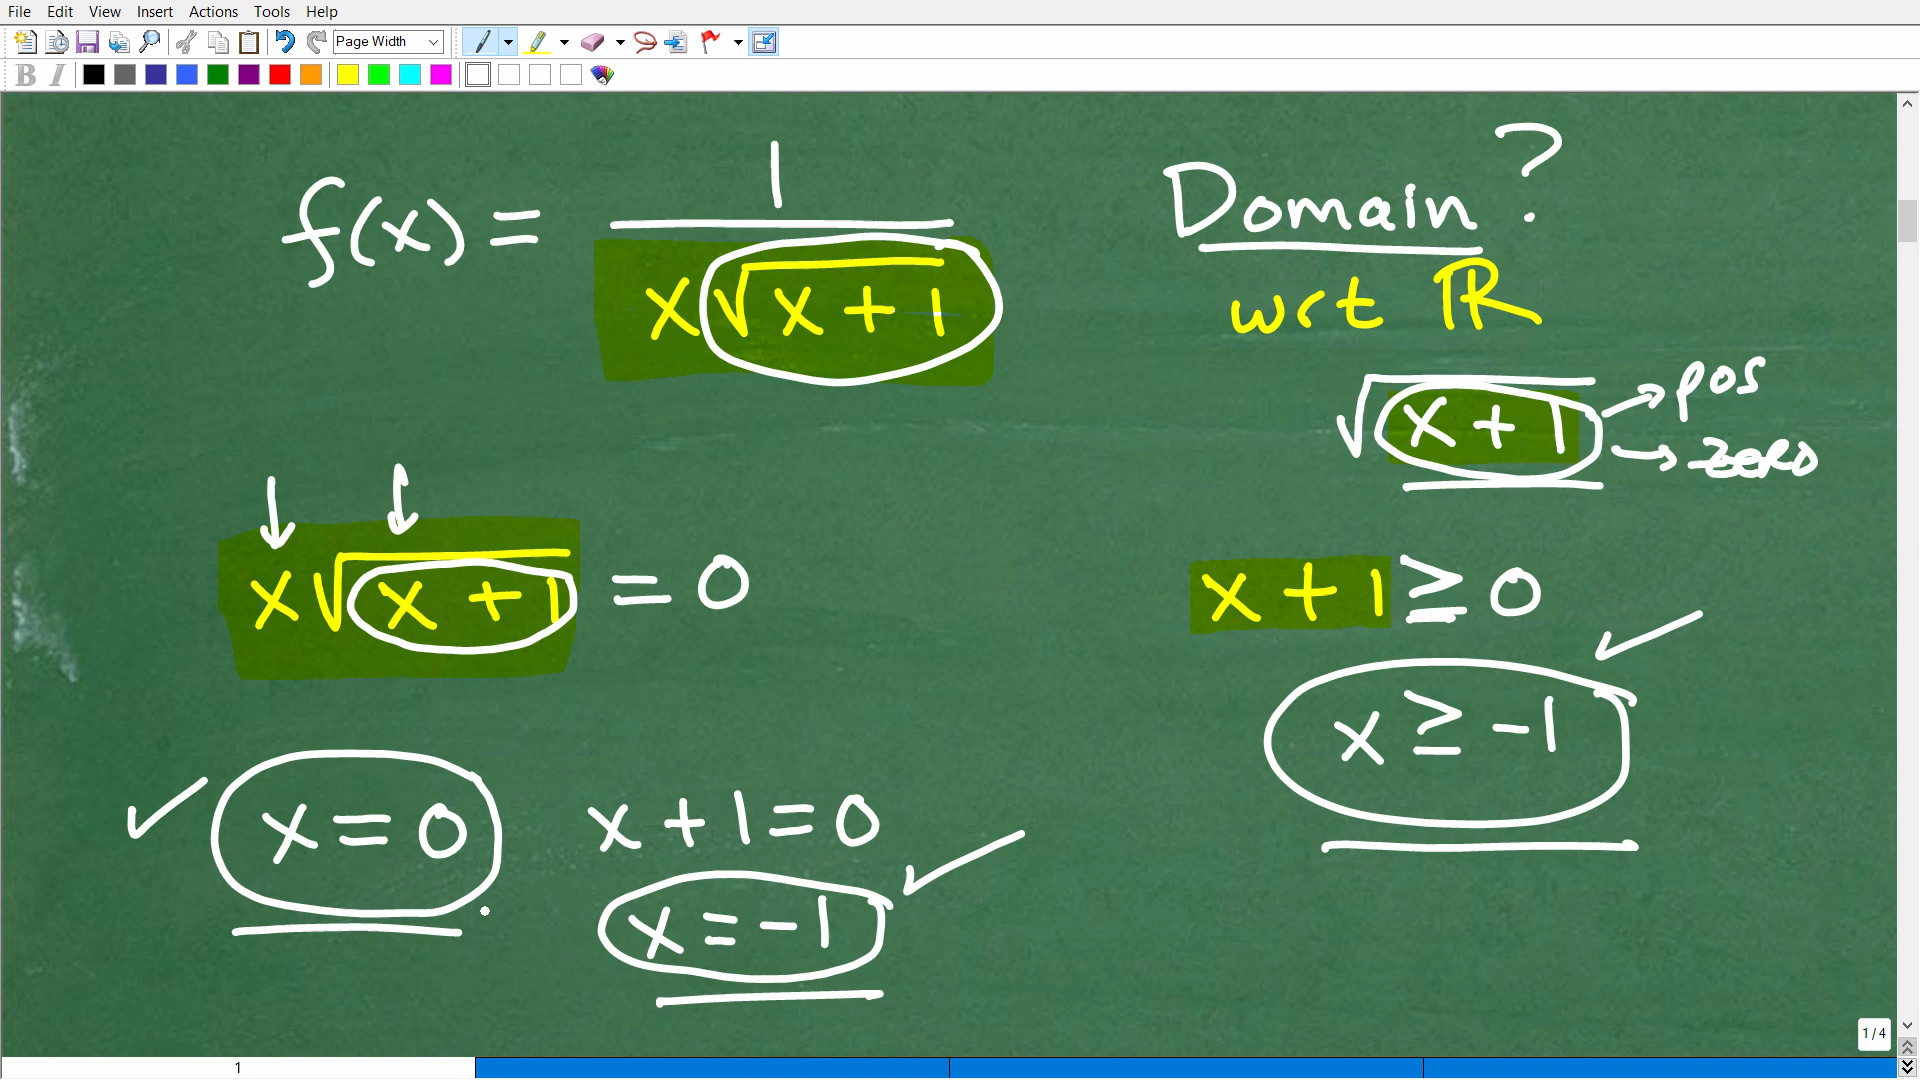 File Edit View Insert Actions Tools Help
Page Width
B I
f(x) = 1 / x√(x + 1)
Domain?
wrt ℝ
√(x + 1) → pos
→ zero
x√(x + 1) = 0
x + 1 ≥ 0
x ≥ -1
x = 0
x + 1 = 0
x = -1
1 / 4
1